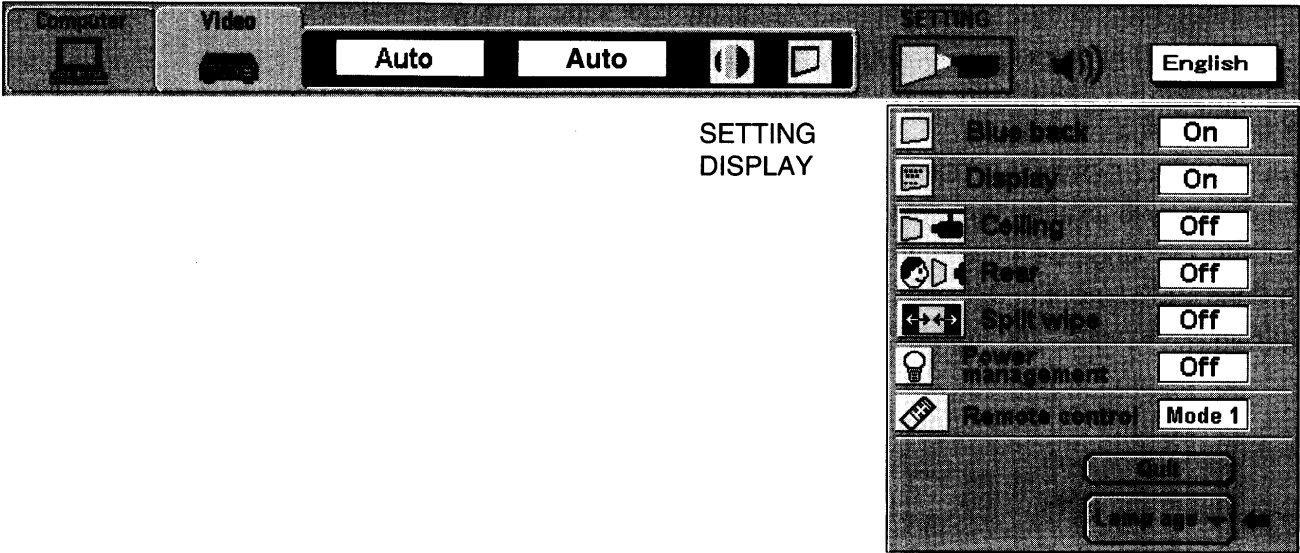 Computer
Video
Auto
Auto
SETTING
English
SETTING
DISPLAY
Blue back
On
Display
On
Ceiling
Off
Rear
Off
Split wipe
Off
Power
management
Off
Remote control
Mode 1
Quit
Lamp age